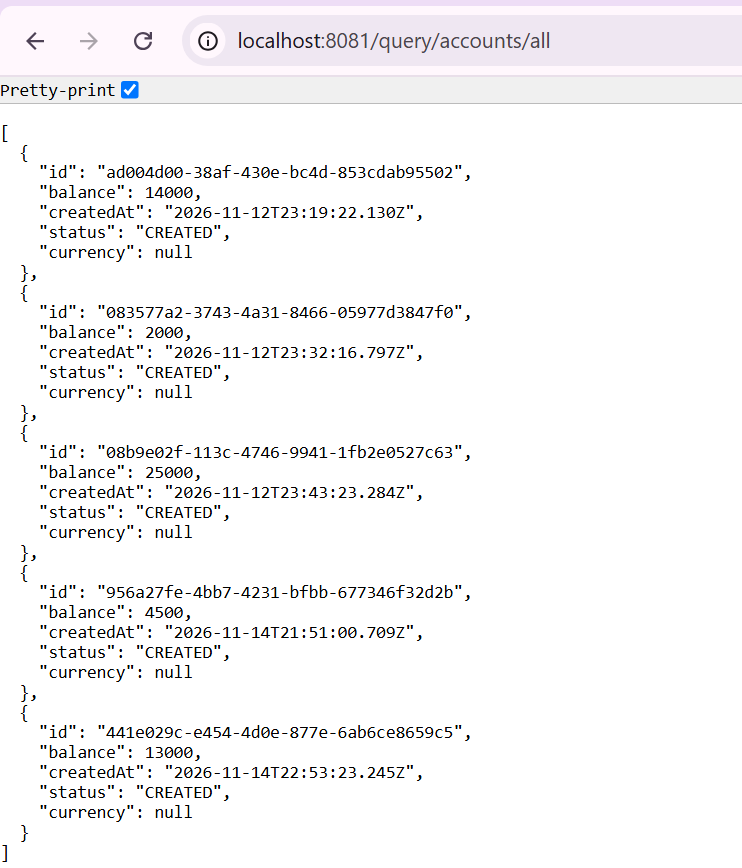 localhost:8081/query/accounts/all
Pretty-print
[
  {
    "id": "ad004d00-38af-430e-bc4d-853cdab95502",
    "balance": 14000,
    "createdAt": "2026-11-12T23:19:22.130Z",
    "status": "CREATED",
    "currency": null
  },
  {
    "id": "083577a2-3743-4a31-8466-05977d3847f0",
    "balance": 2000,
    "createdAt": "2026-11-12T23:32:16.797Z",
    "status": "CREATED",
    "currency": null
  },
  {
    "id": "08b9e02f-113c-4746-9941-1fb2e0527c63",
    "balance": 25000,
    "createdAt": "2026-11-12T23:43:23.284Z",
    "status": "CREATED",
    "currency": null
  },
  {
    "id": "956a27fe-4bb7-4231-bfbb-677346f32d2b",
    "balance": 4500,
    "createdAt": "2026-11-14T21:51:00.709Z",
    "status": "CREATED",
    "currency": null
  },
  {
    "id": "441e029c-e454-4d0e-877e-6ab6ce8659c5",
    "balance": 13000,
    "createdAt": "2026-11-14T22:53:23.245Z",
    "status": "CREATED",
    "currency": null
  }
]